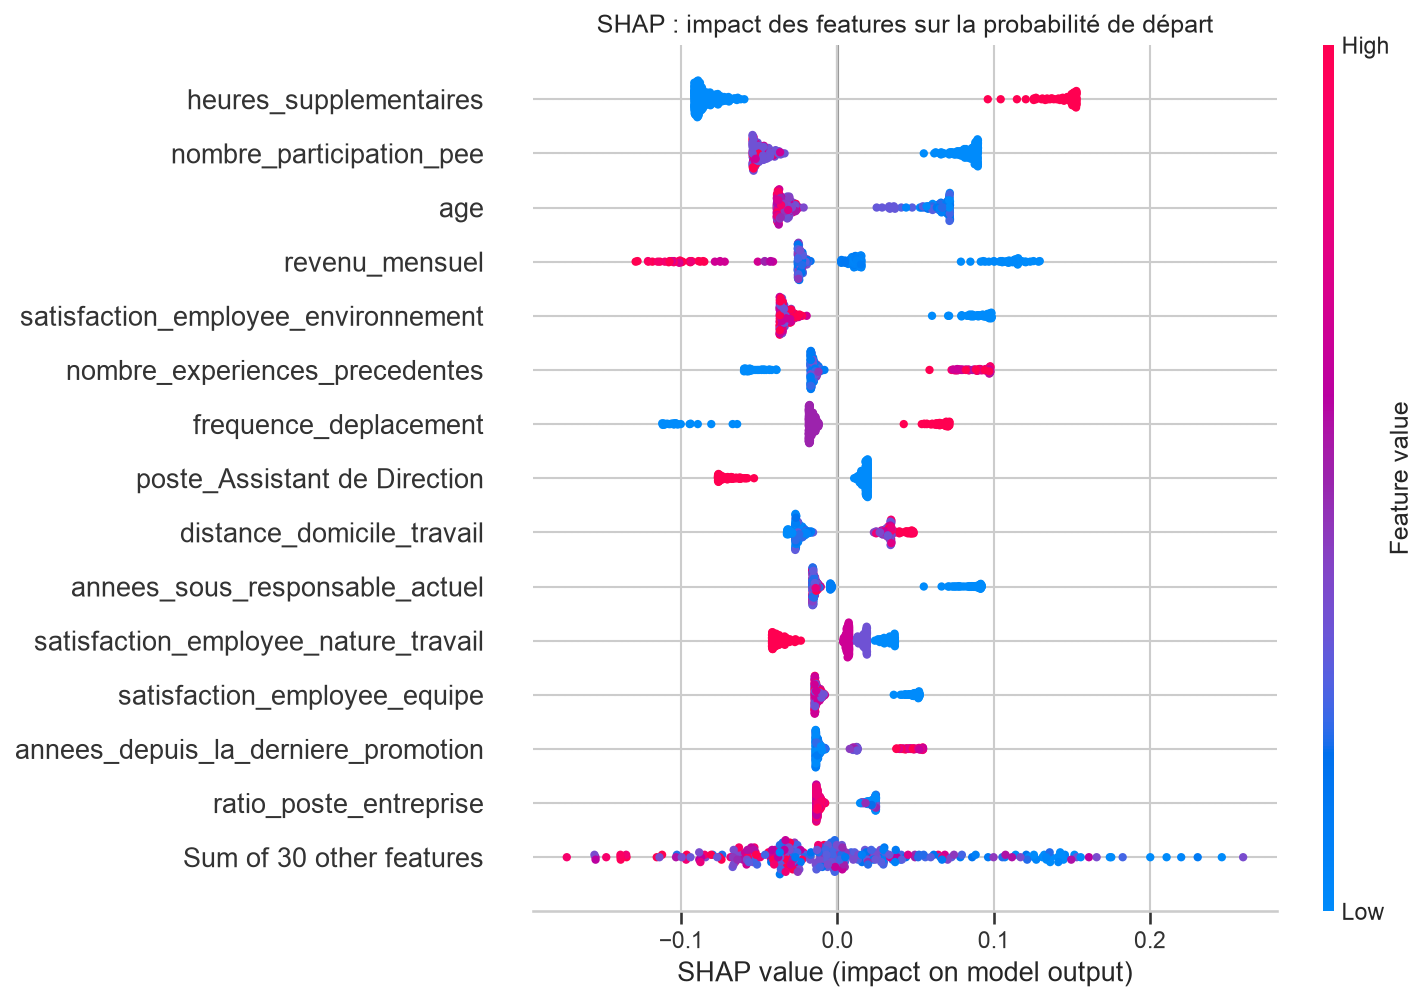 SHAP : impact des features sur la probabilité de départ
High
heures_supplementaires
nombre_participation_pee
age
revenu_mensuel
satisfaction_employee_environnement
nombre_experiences_precedentes
frequence_deplacement
poste_Assistant de Direction
distance_domicile_travail
annees_sous_responsable_actuel
satisfaction_employee_nature_travail
satisfaction_employee_equipe
annees_depuis_la_derniere_promotion
ratio_poste_entreprise
Sum of 30 other features
Feature value
Low
−0.1 0.0 0.1 0.2
SHAP value (impact on model output)